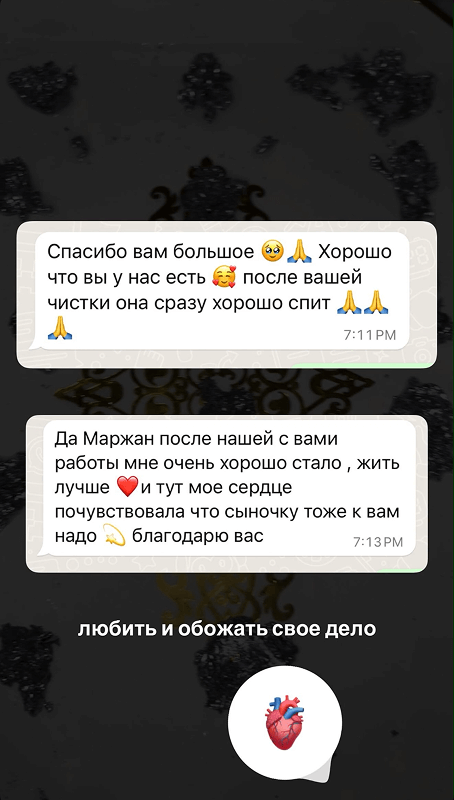 Спасибо вам большое 🥹🙏 Хорошо
что вы у нас есть 🥰 после вашей
чистки она сразу хорошо спит 🙏🙏
🙏
7:11 PM
Да Маржан после нашей с вами
работы мне очень хорошо стало , жить
лучше ❤️и тут мое сердце
почувствовала что сыночку тоже к вам
надо 💫 благодарю вас
7:13 PM
любить и обожать свое дело